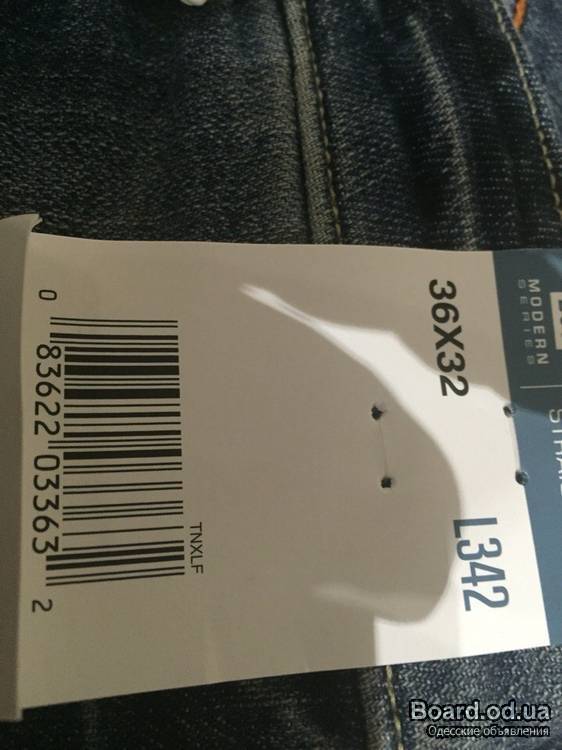 MODERN
SERIES
36X32
L342
TNXLF
0 83622 03363 2
Board.od.ua
Одесские объявления